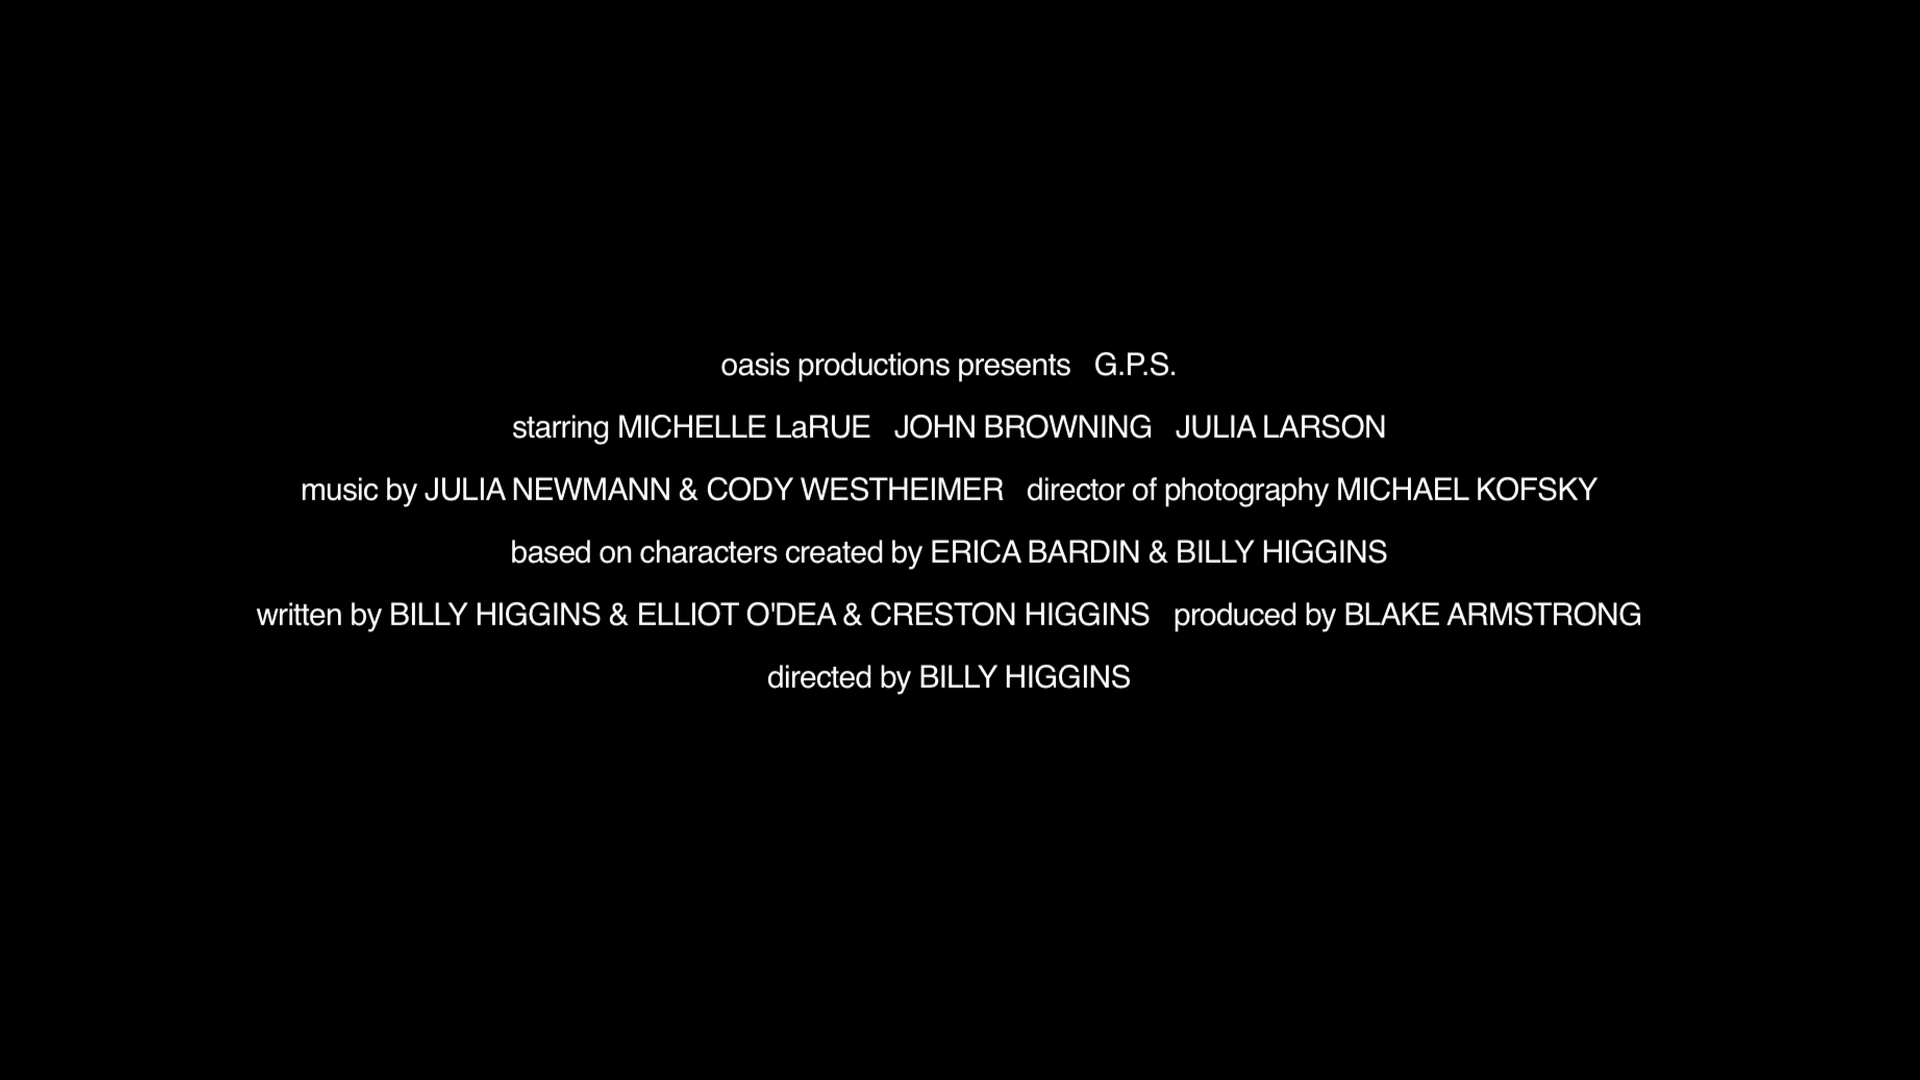 oasis productions presents   G.P.S.
starring MICHELLE LaRUE   JOHN BROWNING   JULIA LARSON
music by JULIA NEWMANN & CODY WESTHEIMER   director of photography MICHAEL KOFSKY
based on characters created by ERICA BARDIN & BILLY HIGGINS
written by BILLY HIGGINS & ELLIOT O'DEA & CRESTON HIGGINS   produced by BLAKE ARMSTRONG
directed by BILLY HIGGINS